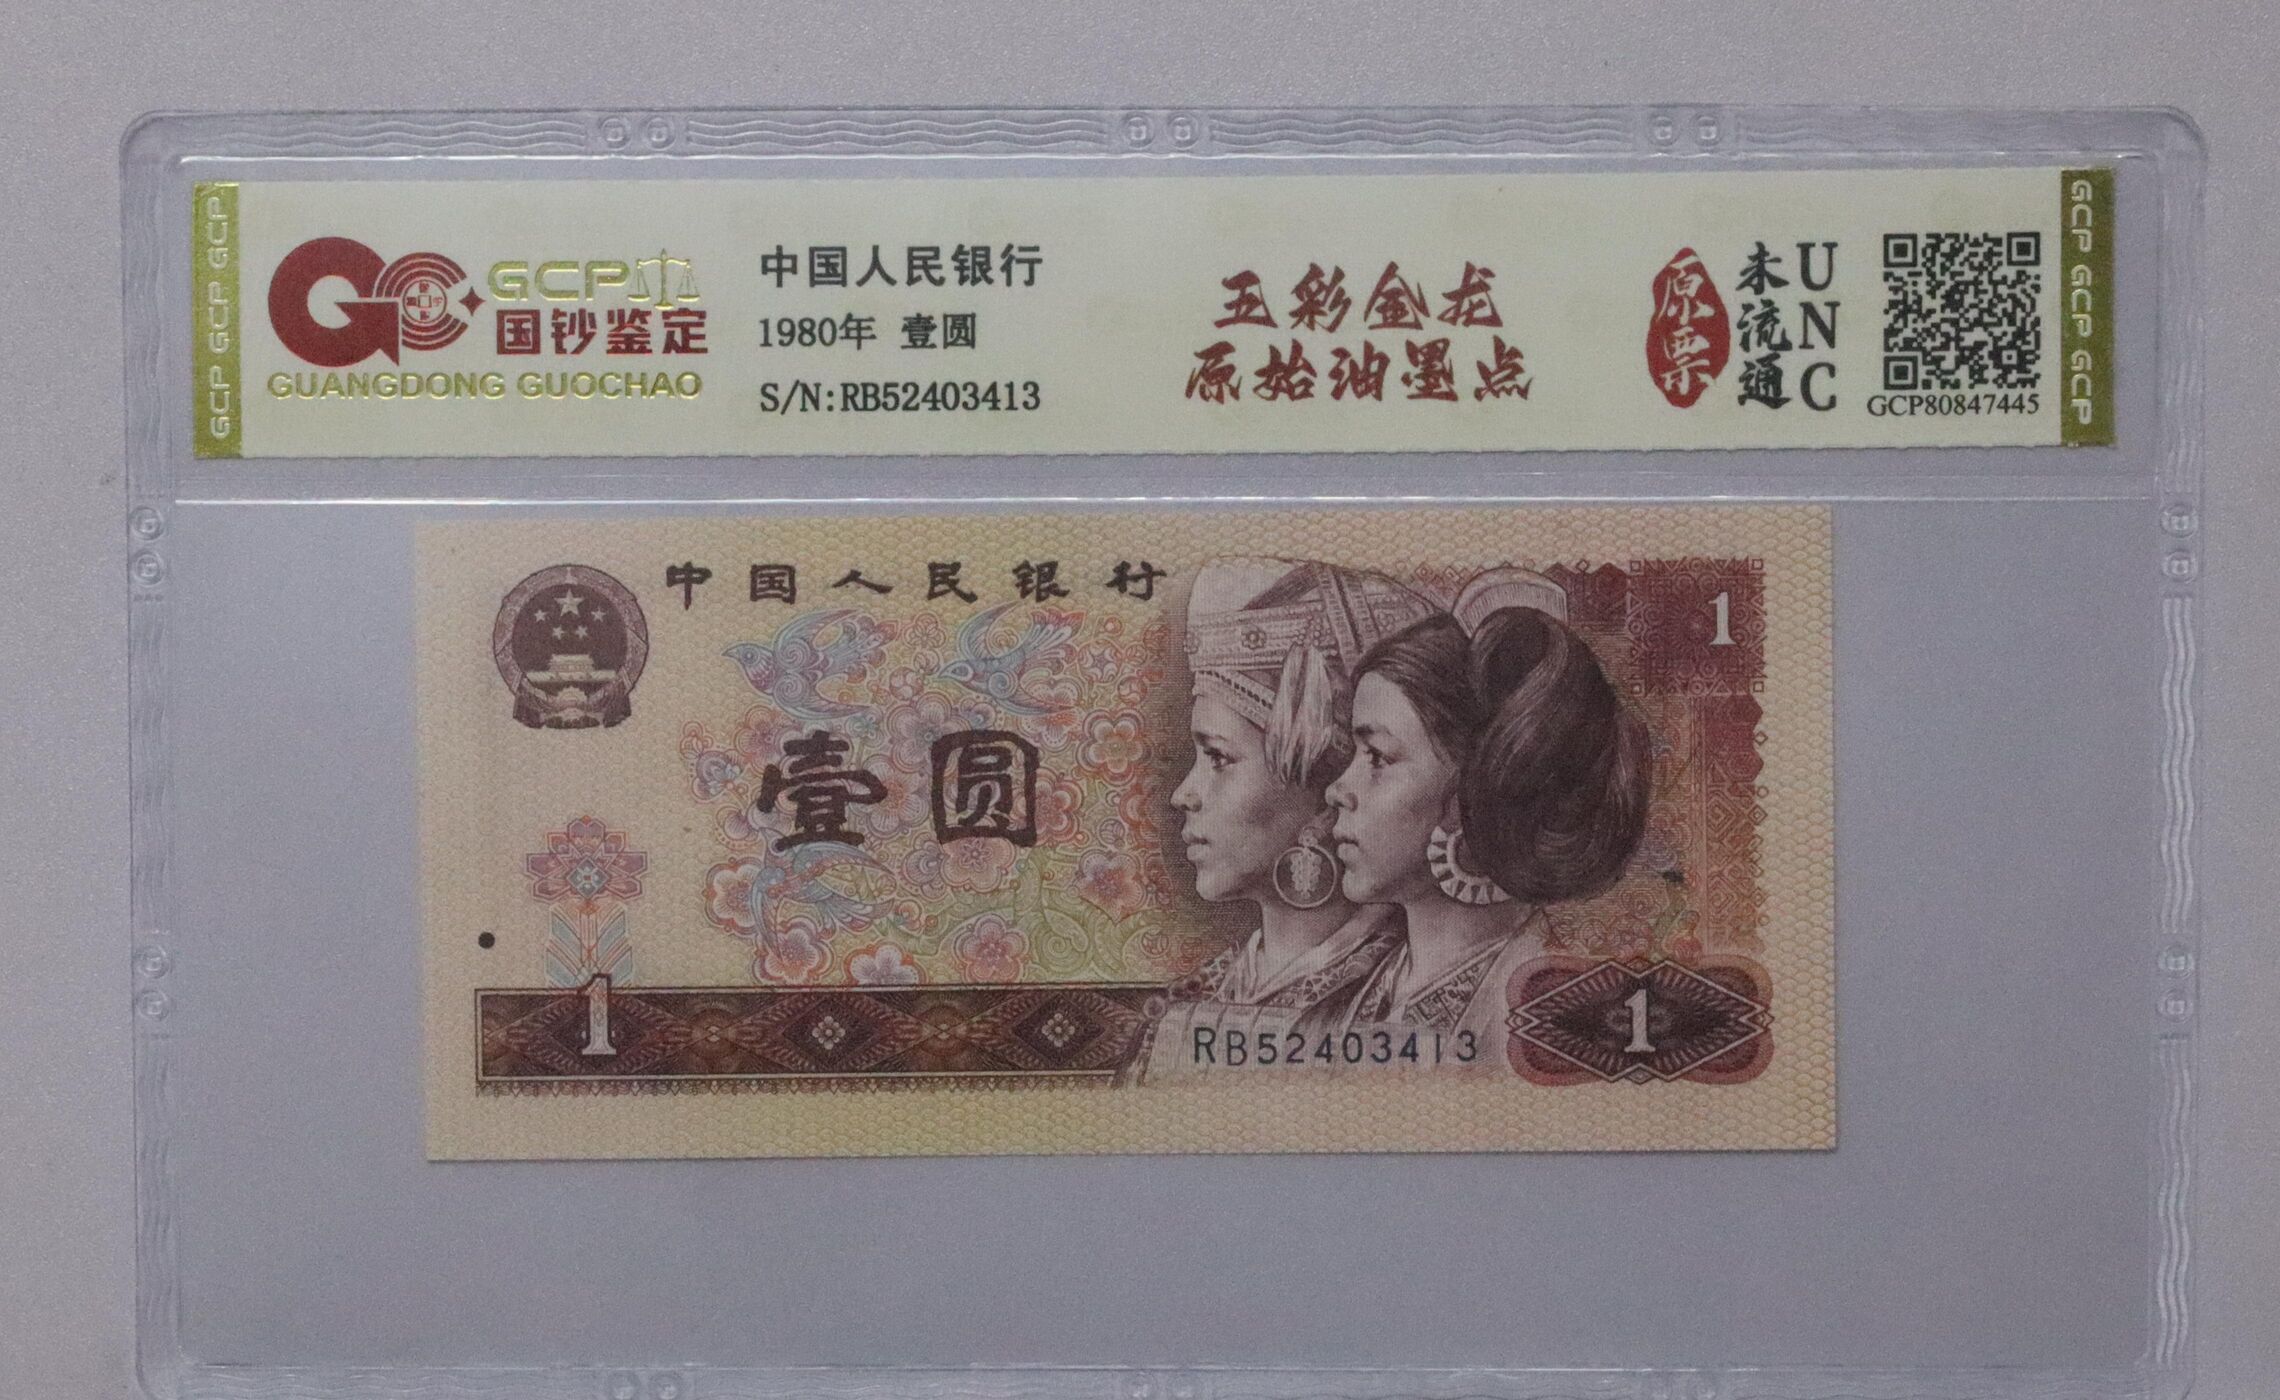 GCP GCP GCP
GCP
国钞鉴定
GUANGDONG GUOCHAO
中国人民银行
1980年 壹圆
S/N:RB52403413
五彩金龙
原始油墨点
原票
未流通
UNC
GCP80847445
GCP GCP GCP
中国人民银行
1
壹圆
1
RB52403413
1